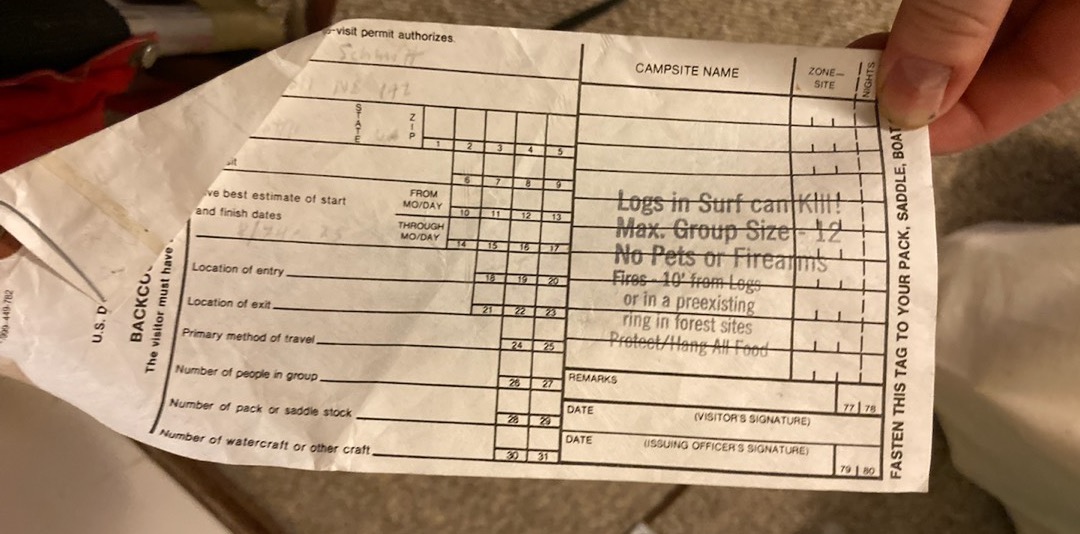 -visit permit authorizes.
Schmitt
NE 142
STATE
ZIP
1 2 3 4 5
6 7 8 9
ve best estimate of start
and finish dates
FROM
MO/DAY
10 11 12 13
THROUGH
MO/DAY
14 15 16 17
Location of entry
18 19 20
Location of exit
21 22 23
Primary method of travel
24 25
Number of people in group
26 27
Number of pack or saddle stock
28 29
Number of watercraft or other craft
30 31
CAMPSITE NAME
ZONE-
SITE
NIGHTS
Logs in Surf can Kill!
Max. Group Size - 12
No Pets or Firearms
Fires - 10' from Logs
or in a preexisting
ring in forest sites
Protect/Hang All Food
REMARKS
77 78
DATE
(VISITOR'S SIGNATURE)
DATE
(ISSUING OFFICER'S SIGNATURE)
79 80
FASTEN THIS TAG TO YOUR PACK, SADDLE, BOAT
BACKCO
The visitor must have
U.S. D